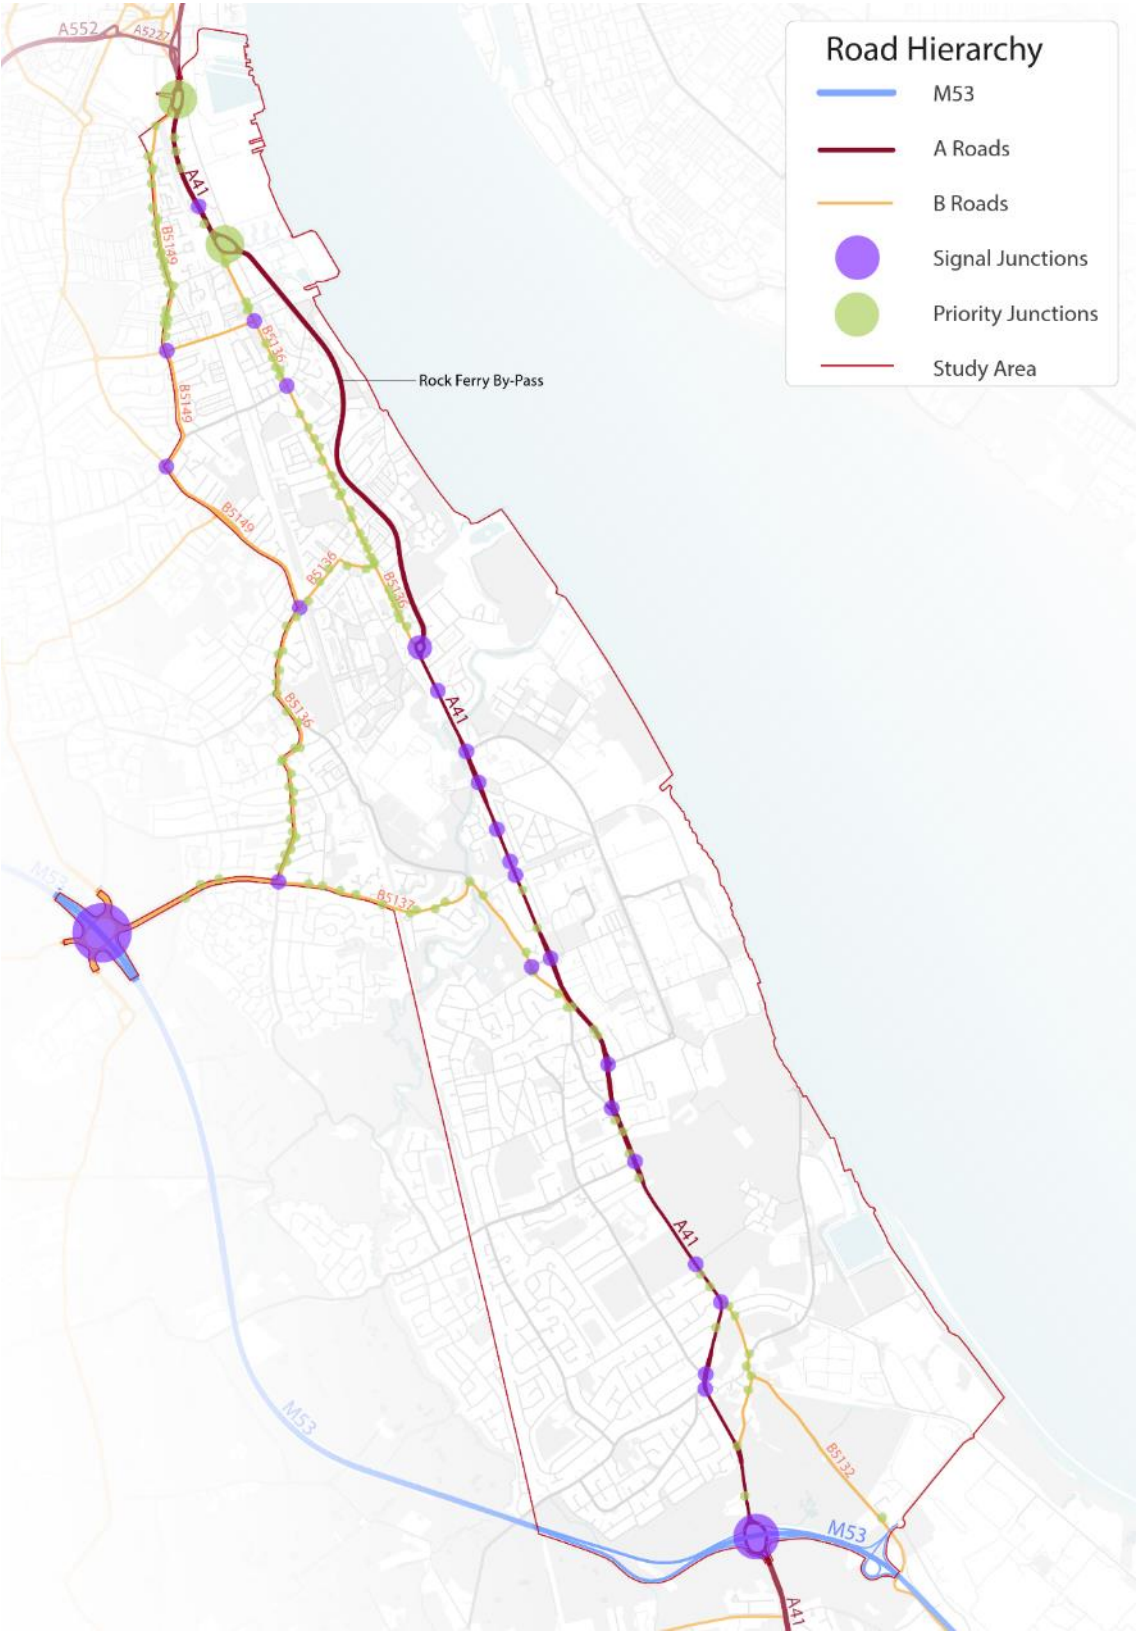 A552
A5227
Road Hierarchy
M53
A Roads
B Roads
Signal Junctions
Priority Junctions
Study Area
A41
B5149
B5136
Rock Ferry By-Pass
B5149
B5149
B5136
B5136
B5136
A41
M53
B5137
A41
M53
B5132
M53
A41